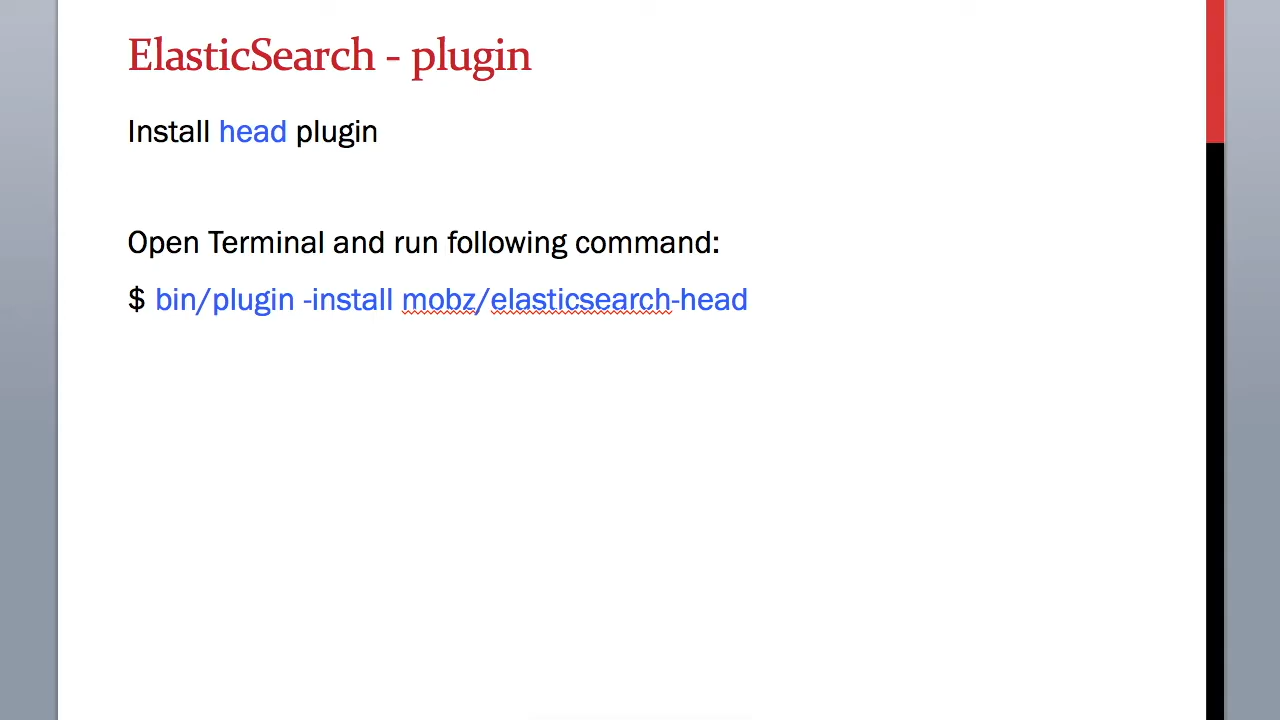 ElasticSearch - plugin
Install head plugin
Open Terminal and run following command:
$ bin/plugin -install mobz/elasticsearch-head